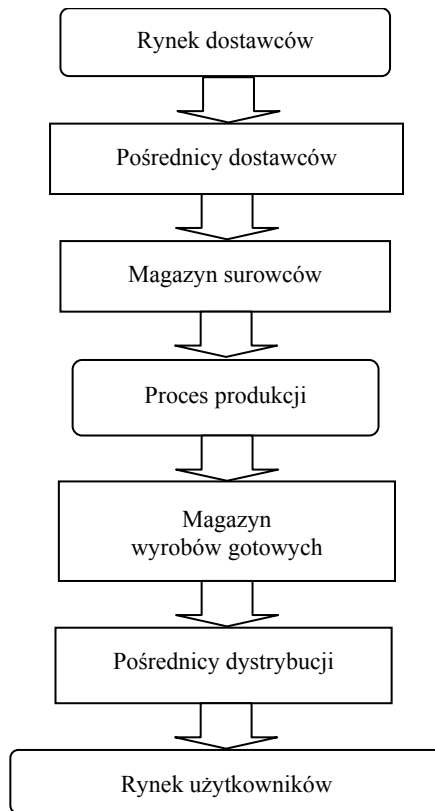 Rynek dostawców
Pośrednicy dostawców
Magazyn surowców
Proces produkcji
Magazyn
wyrobów gotowych
Pośrednicy dystrybucji
Rynek użytkowników